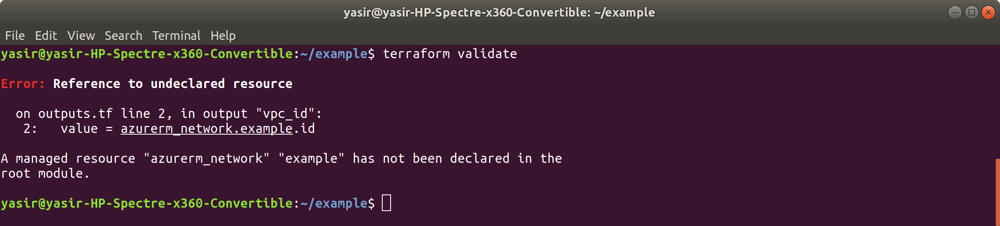 yasir@yasir-HP-Spectre-x360-Convertible: ~/example
File Edit View Search Terminal Help
yasir@yasir-HP-Spectre-x360-Convertible:~/example$ terraform validate
Error: Reference to undeclared resource
on outputs.tf line 2, in output "vpc_id":
2:   value = azurerm_network.example.id
A managed resource "azurerm_network" "example" has not been declared in the
root module.
yasir@yasir-HP-Spectre-x360-Convertible:~/example$